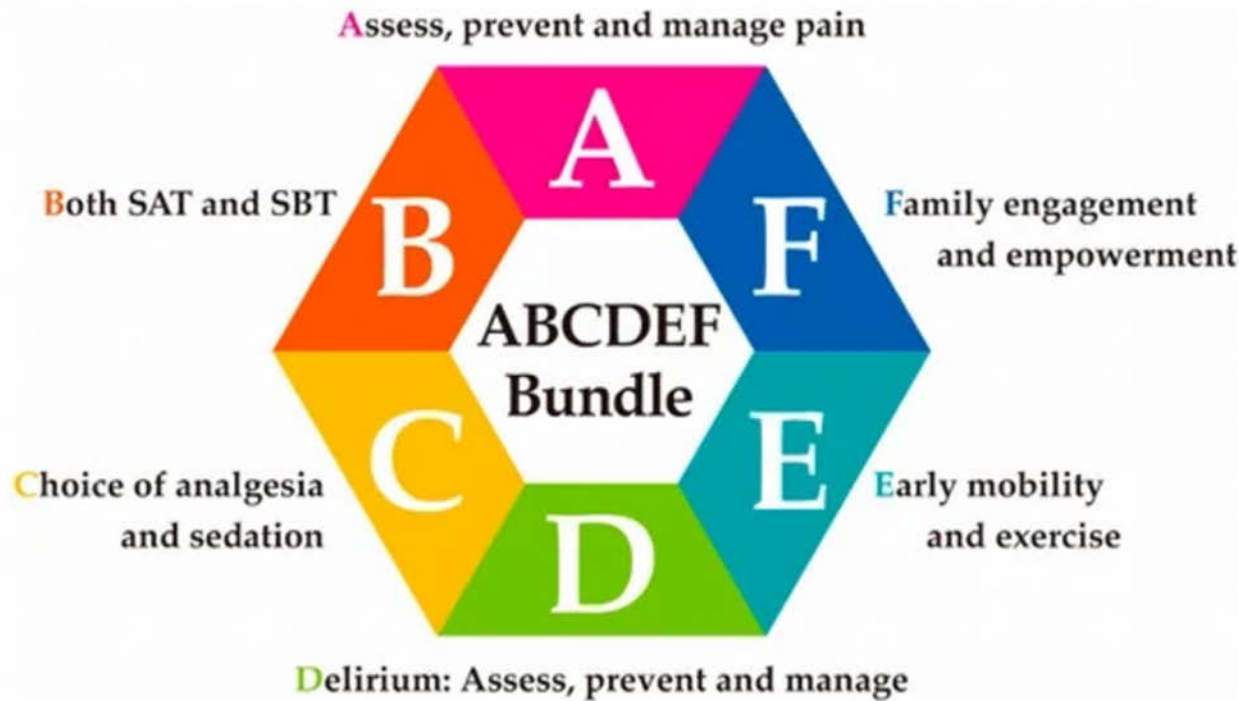 Assess, prevent and manage pain
A
B
F
Both SAT and SBT
Family engagement
and empowerment
ABCDEF
Bundle
C
E
Choice of analgesia
and sedation
Early mobility
and exercise
D
Delirium: Assess, prevent and manage